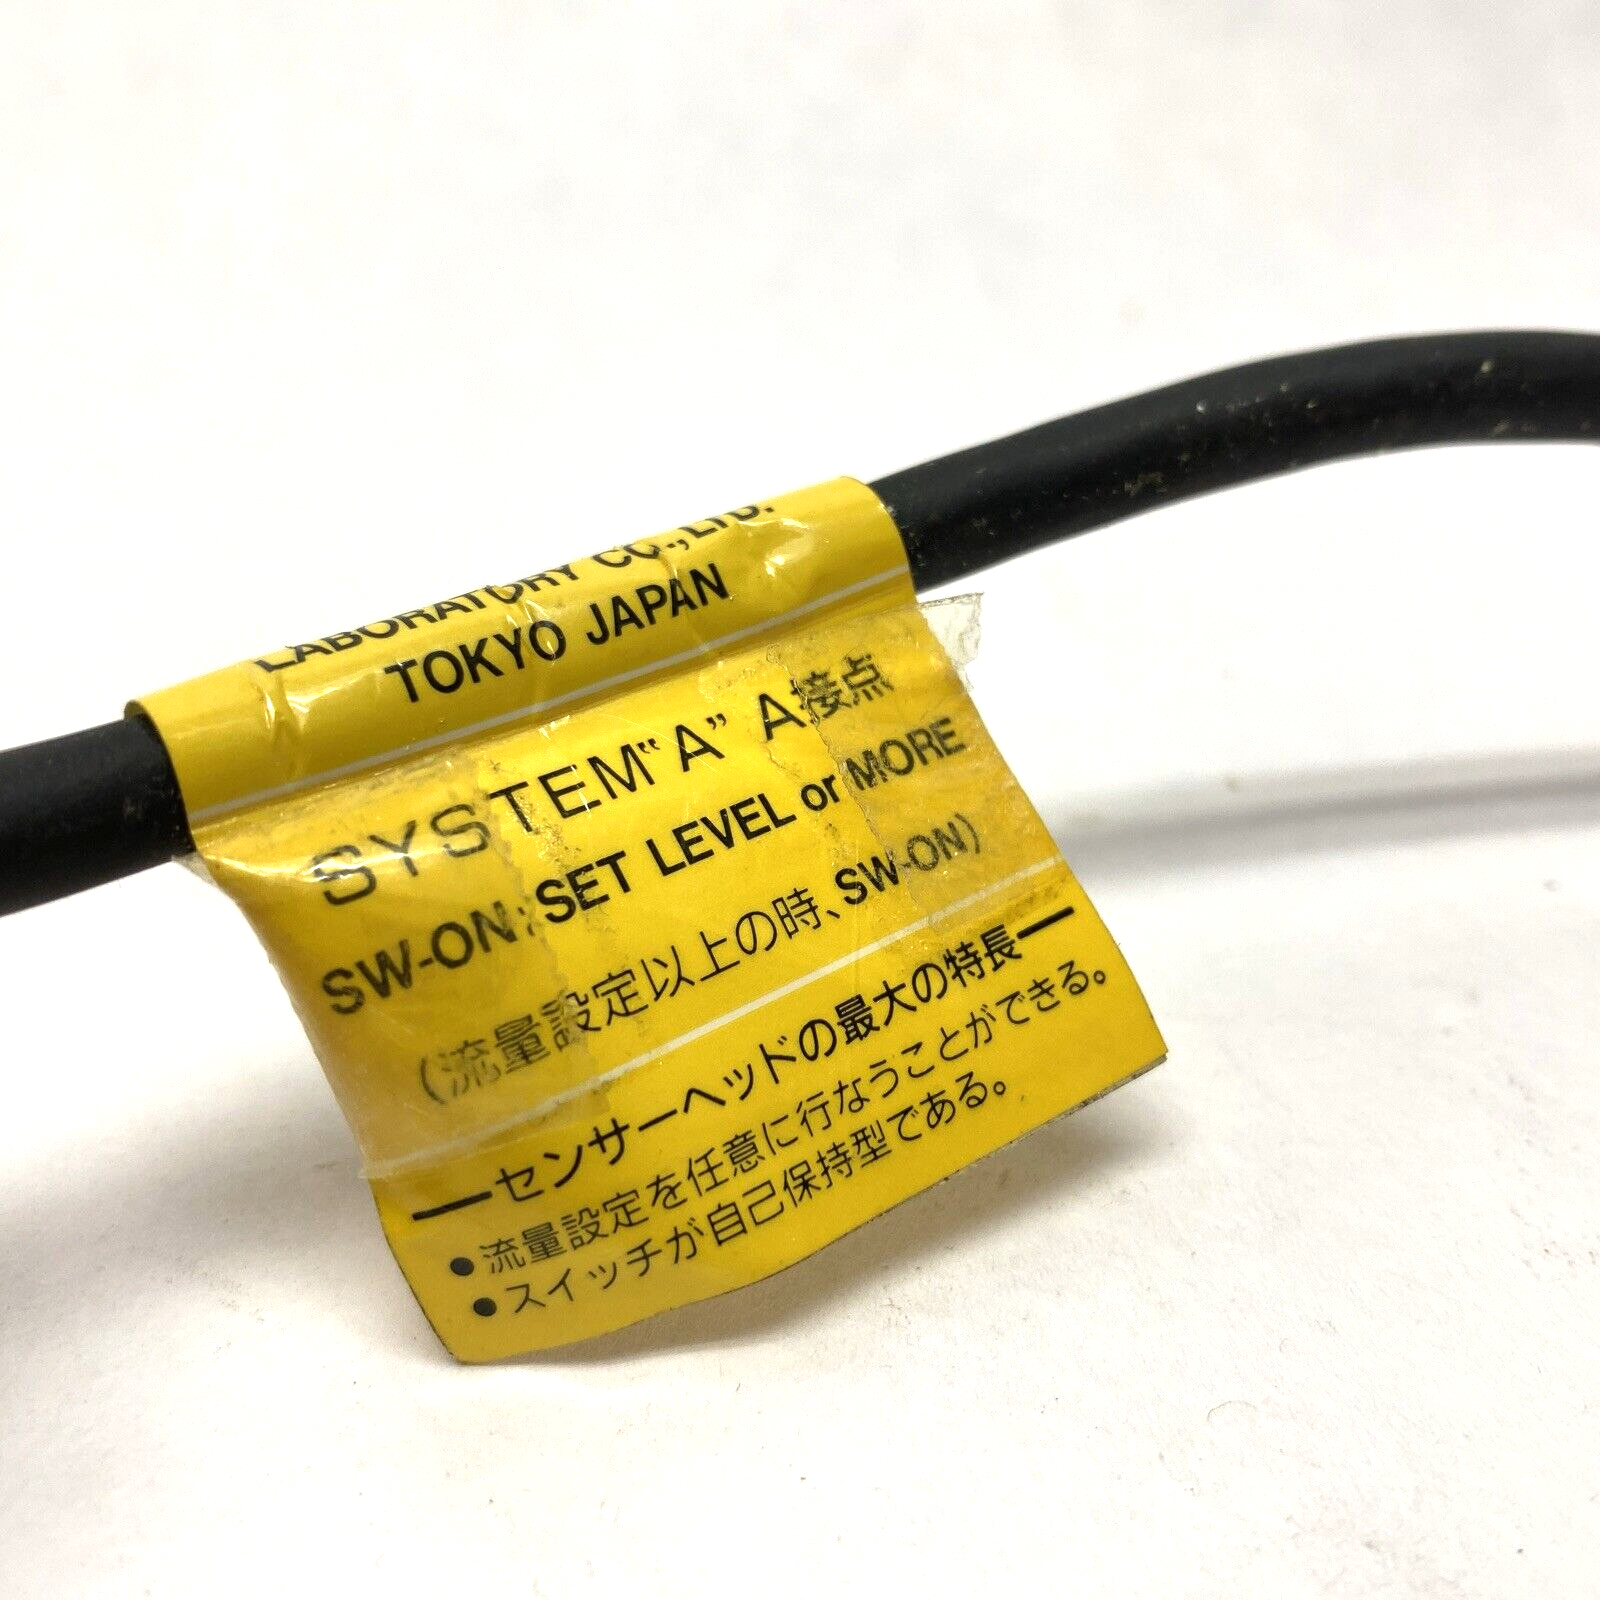 LABORATORY CO.,LTD.
TOKYO JAPAN
SYSTEM“A” A接点
SW-ON; SET LEVEL or MORE
(流量設定以上の時、SW-ON)
センサーヘッドの最大の特長
●流量設定を任意に行なうことができる。
●スイッチが自己保持型である。